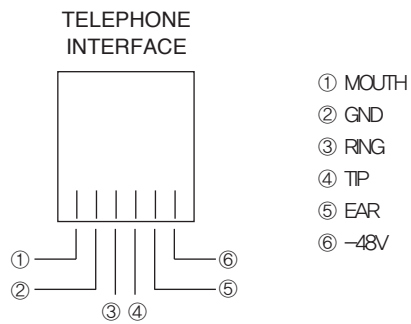 TELEPHONE
INTERFACE
① MOUTH
② GND
③ RING
④ TIP
⑤ EAR
⑥ –48V
① ⑥
② ⑤
③ ④